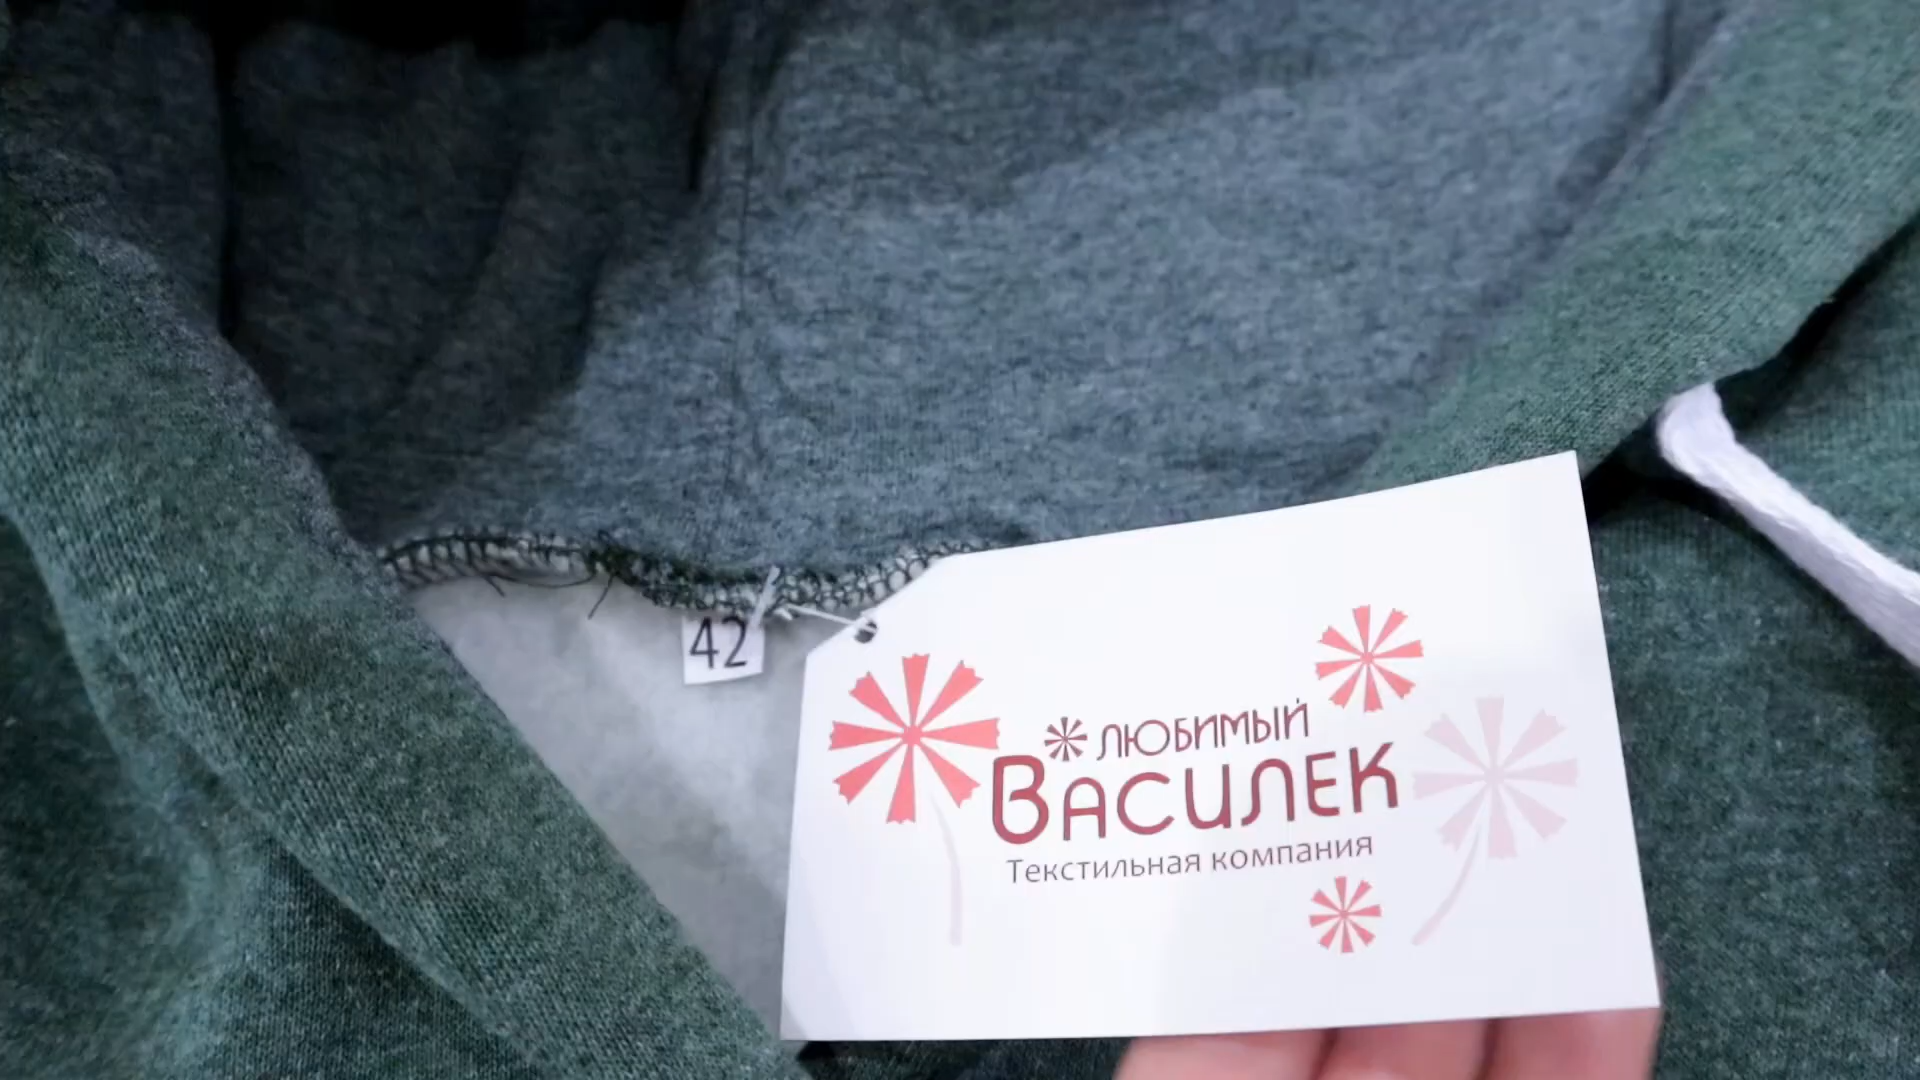 42
ЛЮБИМЫЙ
ВАСИЛЕК
Текстильная компания